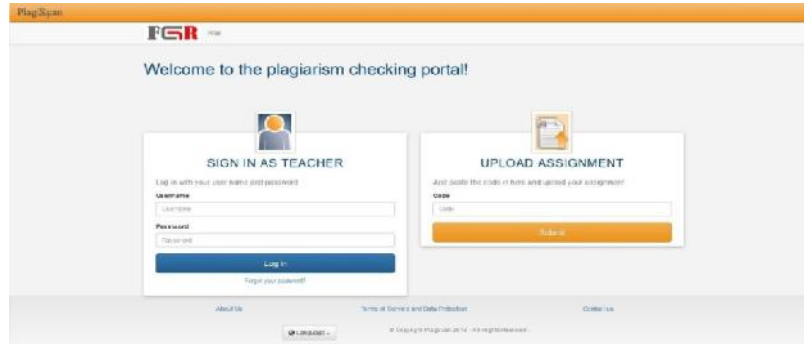 PlagScan
FGR
Welcome to the plagiarism checking portal!
SIGN IN AS TEACHER
Log in with your user name and password
Username
Username
Password
Password
Log in
Forgot your password?
UPLOAD ASSIGNMENT
Just paste the code in here and upload your assignment
Code
Code
Submit
About Us
Terms of Service and Data Protection
Contact us
Language